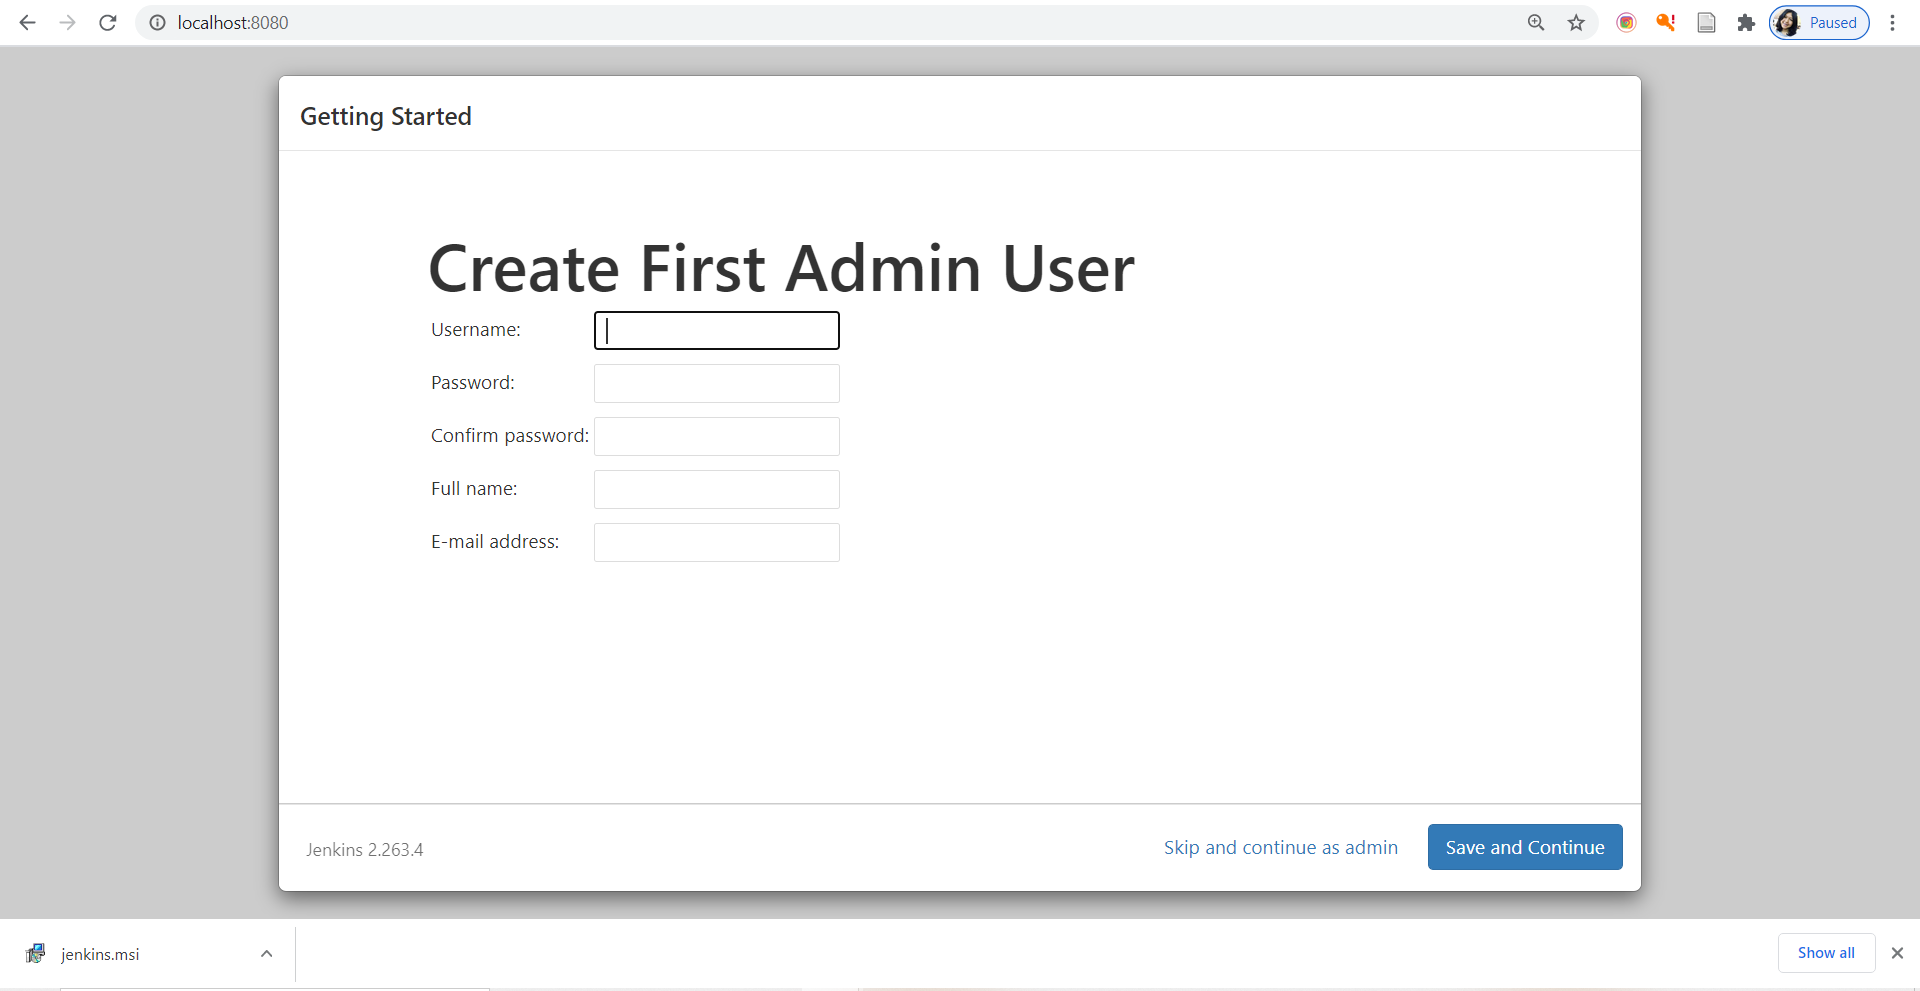 localhost:8080
Paused
Getting Started
Create First Admin User
Username:
Password:
Confirm password:
Full name:
E-mail address:
Jenkins 2.263.4
Skip and continue as admin
Save and Continue
jenkins.msi
Show all